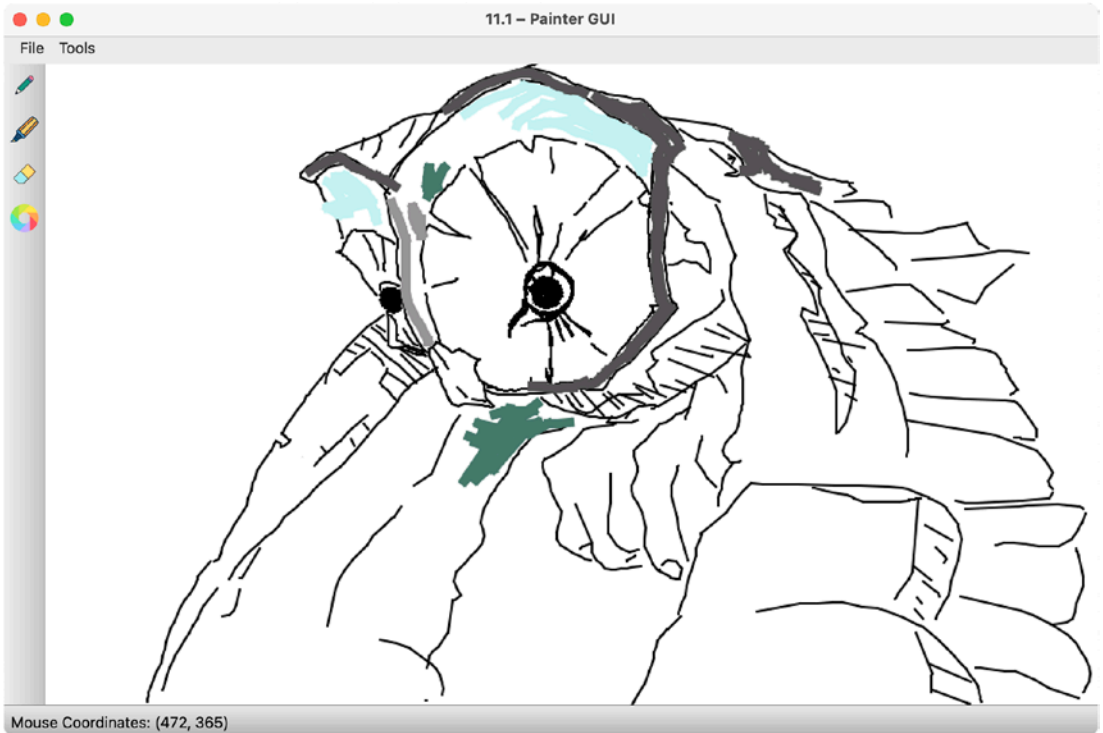 11.1 – Painter GUI
File Tools
Mouse Coordinates: (472, 365)